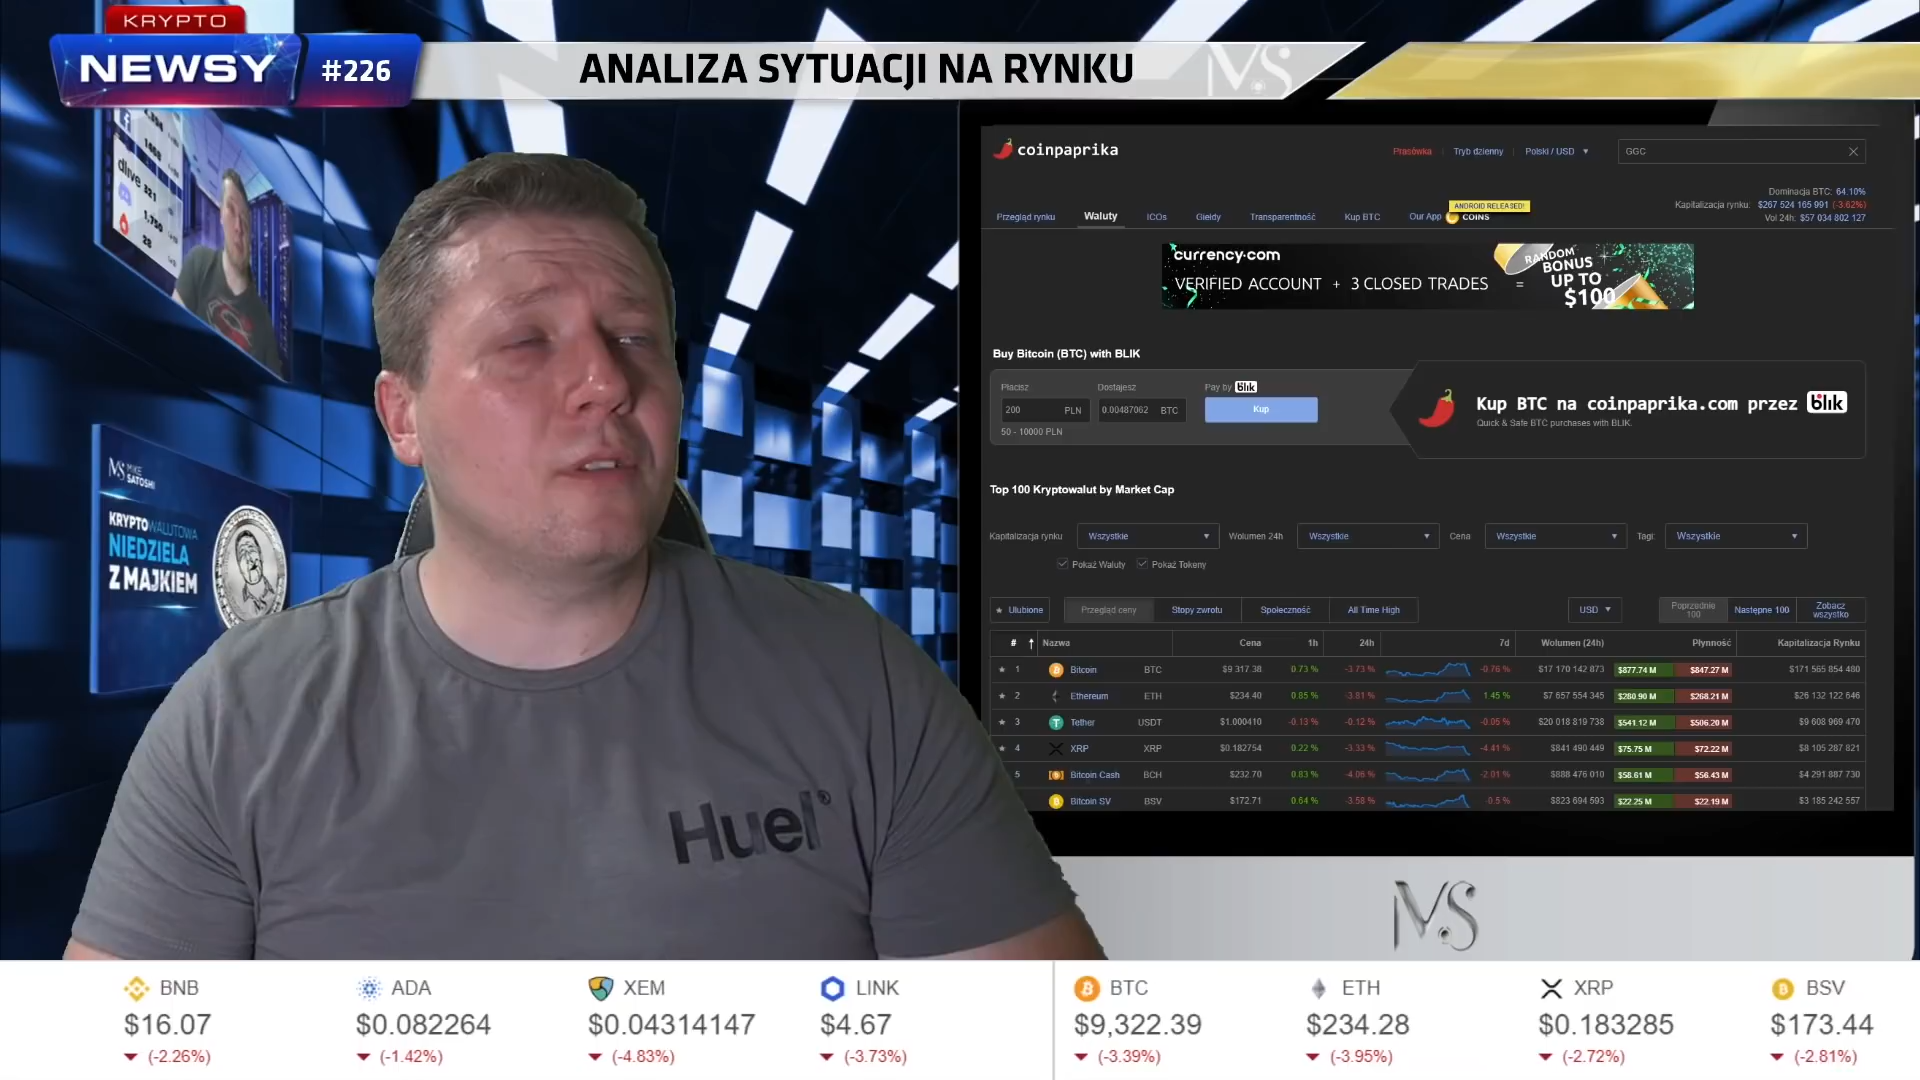 KRYPTO
NEWSY #226
ANALIZA SYTUACJI NA RYNKU
MS
dlive 321
1.750
28
MS MIKE SATOSHI
KRYPTOWALUTOWA
NIEDZIELA
Z MAJKIEM
Huel®
coinpaprika
Prasówka Tryb dzienny Polski / USD GGC
Dominacja BTC: 64.10%
Kapitalizacja rynku: $267 524 165 991 (-3.62%)
Vol 24h: $57 034 802 127
ANDROID RELEASED!
Przegląd rynku Waluty ICOs Giełdy Transparentność Kup BTC Our App COINS
currency.com
VERIFIED ACCOUNT + 3 CLOSED TRADES =
RANDOM
BONUS
UP TO
$100
Buy Bitcoin (BTC) with BLIK
Płacisz Dostajesz Pay by blik
200 PLN 0.00487062 BTC Kup
50 - 10000 PLN
Kup BTC na coinpaprika.com przez blik
Quick & Safe BTC purchases with BLIK.
Top 100 Kryptowalut by Market Cap
Kapitalizacja rynku Wszystkie Wolumen 24h Wszystkie Cena Wszystkie Tagi: Wszystkie
Pokaż Waluty Pokaż Tokeny
Ulubione Przegląd ceny Stopy zwrotu Społeczność All Time High USD Poprzednie 100 Następne 100 Zobacz wszystko
# Nazwa Cena 1h 24h 7d Wolumen (24h) Płynność Kapitalizacja Rynku
1 Bitcoin BTC $9 317.38 0.73 % -3.73 % -0.76 % $17 170 142 873 $877.74 M $847.27 M $171 565 854 480
2 Ethereum ETH $234.40 0.85 % -3.81 % 1.45 % $7 657 554 345 $280.90 M $268.21 M $26 132 122 646
3 Tether USDT $1.000410 -0.13 % -0.12 % -0.05 % $20 018 819 738 $541.12 M $506.20 M $9 608 969 470
4 XRP XRP $0.182754 0.22 % -3.33 % -4.41 % $841 490 449 $75.75 M $72.22 M $8 105 287 821
5 Bitcoin Cash BCH $232.70 0.83 % -4.06 % -2.01 % $888 476 010 $58.61 M $56.43 M $4 291 887 730
Bitcoin SV BSV $172.71 0.64 % -3.58 % -0.5 % $823 694 593 $22.25 M $22.19 M $3 185 242 557
MS
BNB ADA XEM LINK BTC ETH XRP BSV
$16.07 $0.082264 $0.04314147 $4.67 $9,322.39 $234.28 $0.183285 $173.44
(-2.26%) (-1.42%) (-4.83%) (-3.73%) (-3.39%) (-3.95%) (-2.72%) (-2.81%)